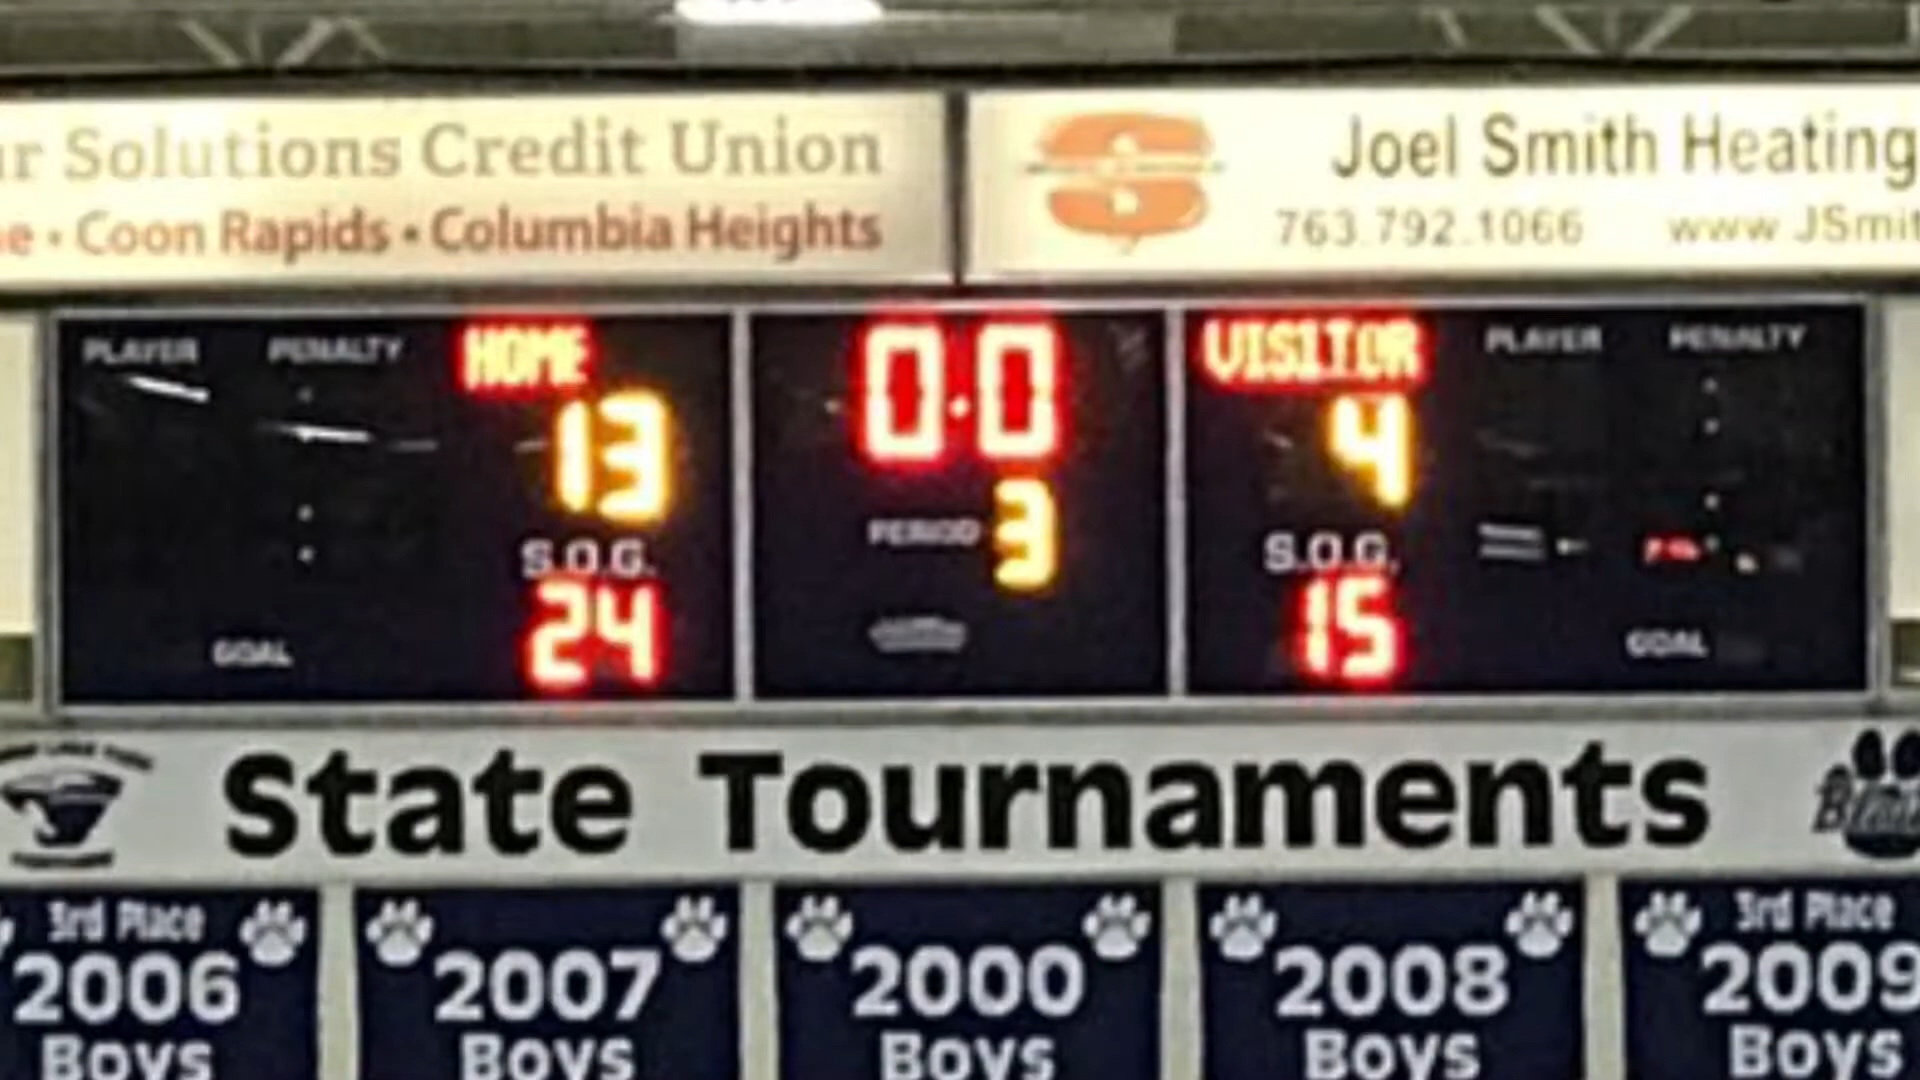 r Solutions Credit Union
e • Coon Rapids • Columbia Heights
Joel Smith Heating
763.792.1066 www JSmit
PLAYER PENALTY HOME 0.0 VISITOR PLAYER PENALTY
13 4
PERIOD 3
S.O.G. S.O.G.
24 15
GOAL GOAL
State Tournaments
3rd Place 3rd Place
2006 2007 2000 2008 2009
Boys Boys Boys Boys Boys